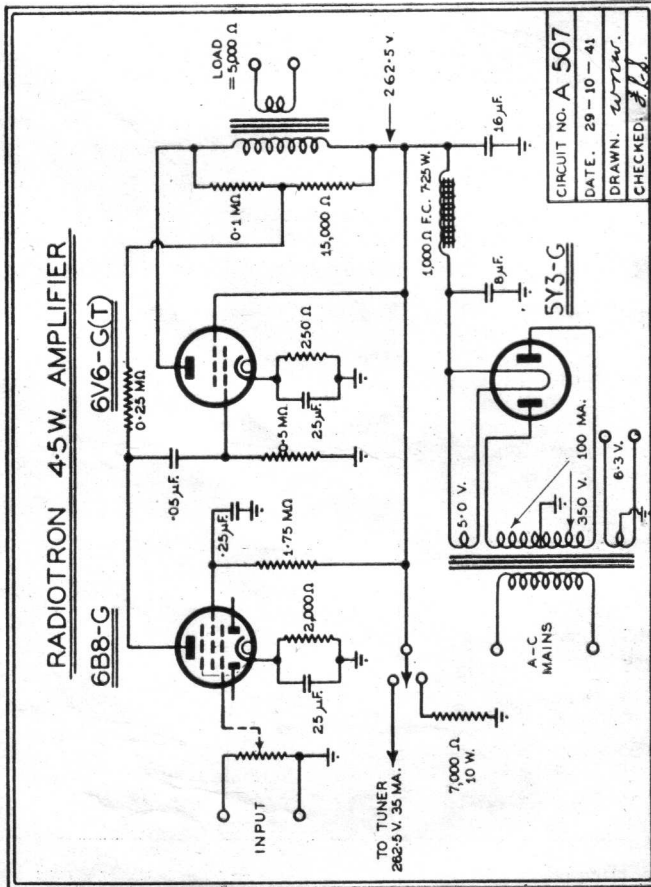 RADIOTRON 4·5W. AMPLIFIER
6B8-G
6V6-G(T)
LOAD
= 5,000 Ω
0·25 MΩ
0·1 MΩ
15,000 Ω
262·5 V.
·05 µF.
·25 µF.
0·5 MΩ
250 Ω
25 µF.
1·75 MΩ
2,000 Ω
25 µF.
INPUT
1,000 Ω F.C. 7·25 W.
16 µF.
8 µF.
TO TUNER
262·5 V. 35 MA.
7,000 Ω
10 W.
5Y3-G
5·0 V.
100 MA.
350 V.
6·3 V.
A-C
MAINS
CIRCUIT NO. A 507
DATE. 29-10-41
DRAWN.
CHECKED.